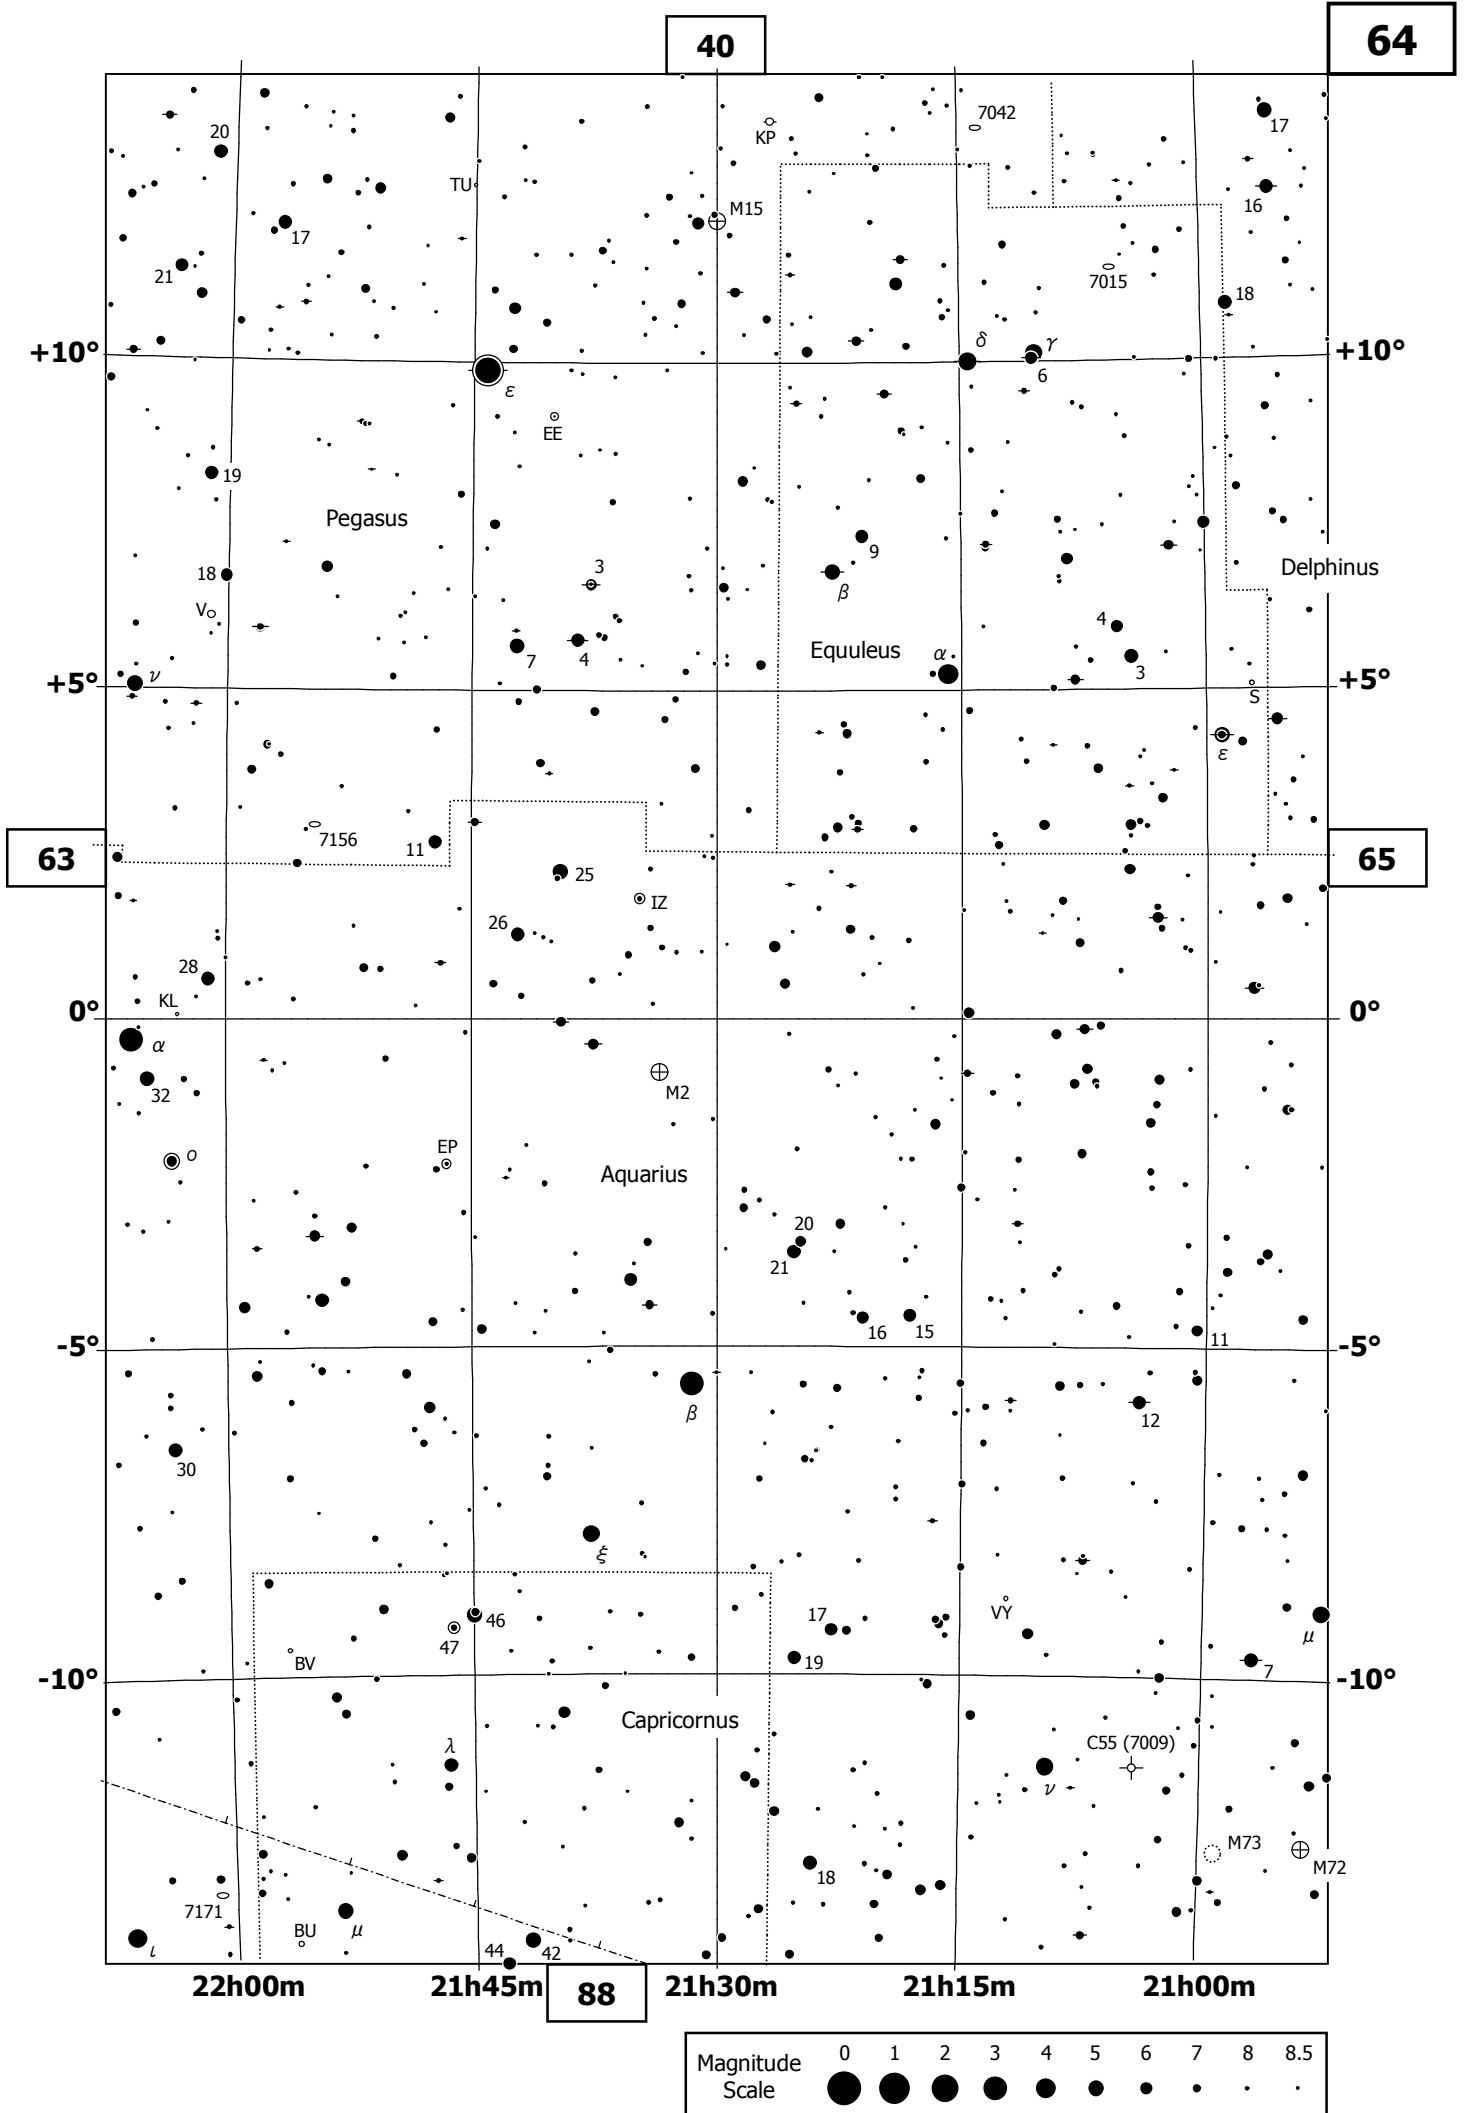 40
64
20
KP
7042
17
TU
M15
16
17
21
7015
18
+10°
+10°
δ
γ
6
ε
EE
19
Pegasus
9
18
3
β
Delphinus
V
4
7
4
Equuleus
α
3
ν
+5°
+5°
S
ε
7156
11
63
65
25
IZ
26
28
KL
0°
0°
α
32
M2
EP
ο
Aquarius
20
21
16
15
11
-5°
-5°
β
12
30
ξ
46
47
17
VY
μ
BV
19
7
-10°
-10°
Capricornus
λ
C55 (7009)
ν
M73
M72
18
7171
BU
μ
ι
44
42
22h00m
21h45m
88
21h30m
21h15m
21h00m
Magnitude
Scale
0 1 2 3 4 5 6 7 8 8.5